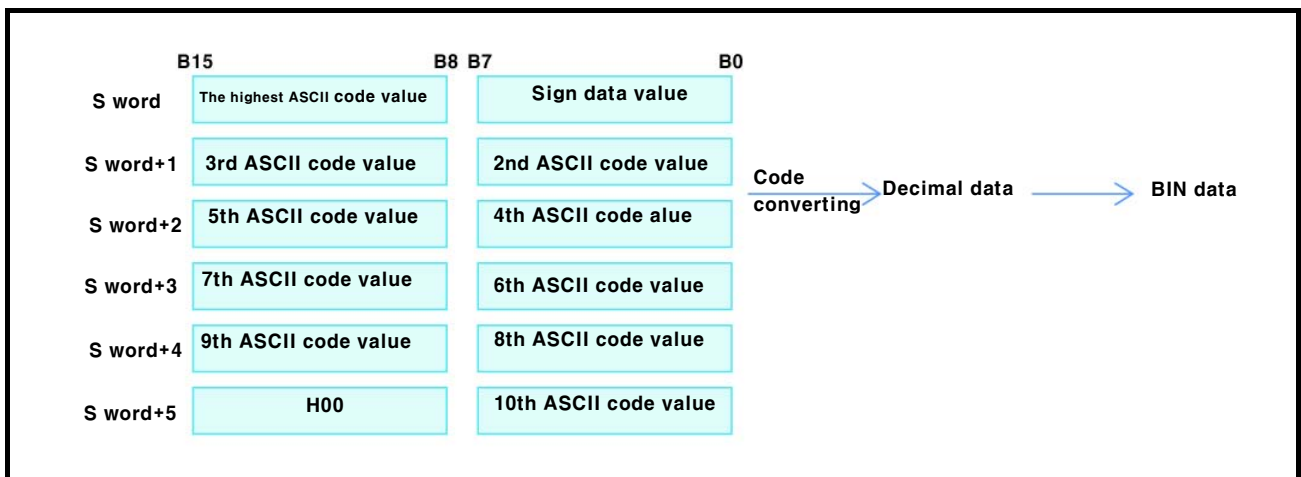 B15 B8 B7 B0
S word The highest ASCII code value Sign data value
S word+1 3rd ASCII code value 2nd ASCII code value
S word+2 5th ASCII code value 4th ASCII code alue
S word+3 7th ASCII code value 6th ASCII code value
S word+4 9th ASCII code value 8th ASCII code value
S word+5 H00 10th ASCII code value
Code
converting
Decimal data
BIN data